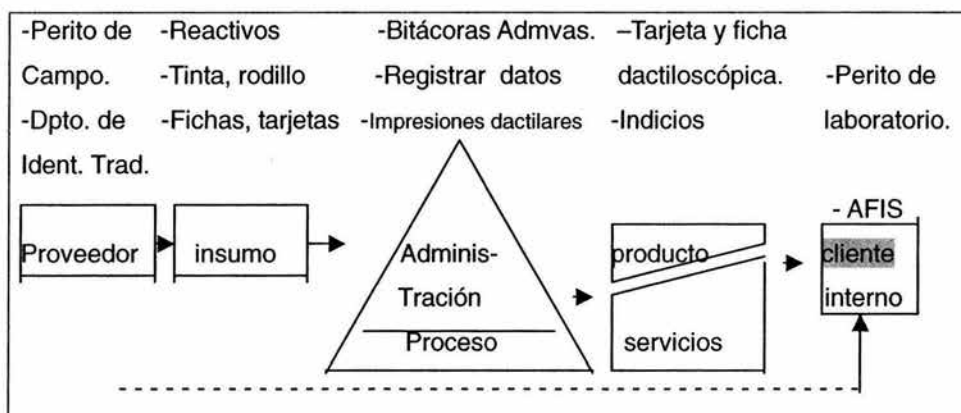 -Perito de -Reactivos -Bitácoras Admvas. –Tarjeta y ficha
Campo. -Tinta, rodillo -Registrar datos dactiloscópica. -Perito de
-Dpto. de -Fichas, tarjetas -Impresiones dactilares -Indicios laboratorio.
Ident. Trad.
- AFIS
Proveedor insumo Adminis- producto cliente
Tración interno
Proceso servicios